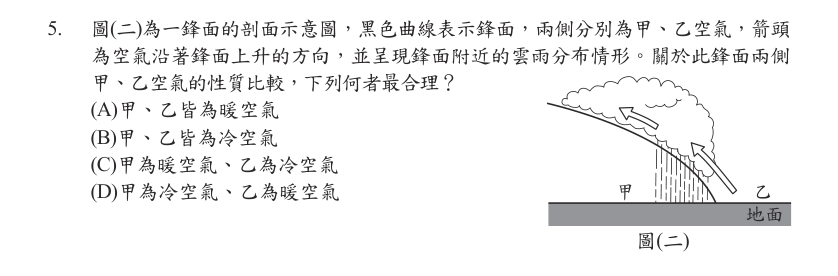 5. 圖(二)為一鋒面的剖面示意圖，黑色曲線表示鋒面，兩側分別為甲、乙空氣，箭頭
為空氣沿著鋒面上升的方向，並呈現鋒面附近的雲雨分布情形。關於此鋒面兩側
甲、乙空氣的性質比較，下列何者最合理？
(A)甲、乙皆為暖空氣
(B)甲、乙皆為冷空氣
(C)甲為暖空氣、乙為冷空氣
(D)甲為冷空氣、乙為暖空氣
甲 乙
地面
圖(二)